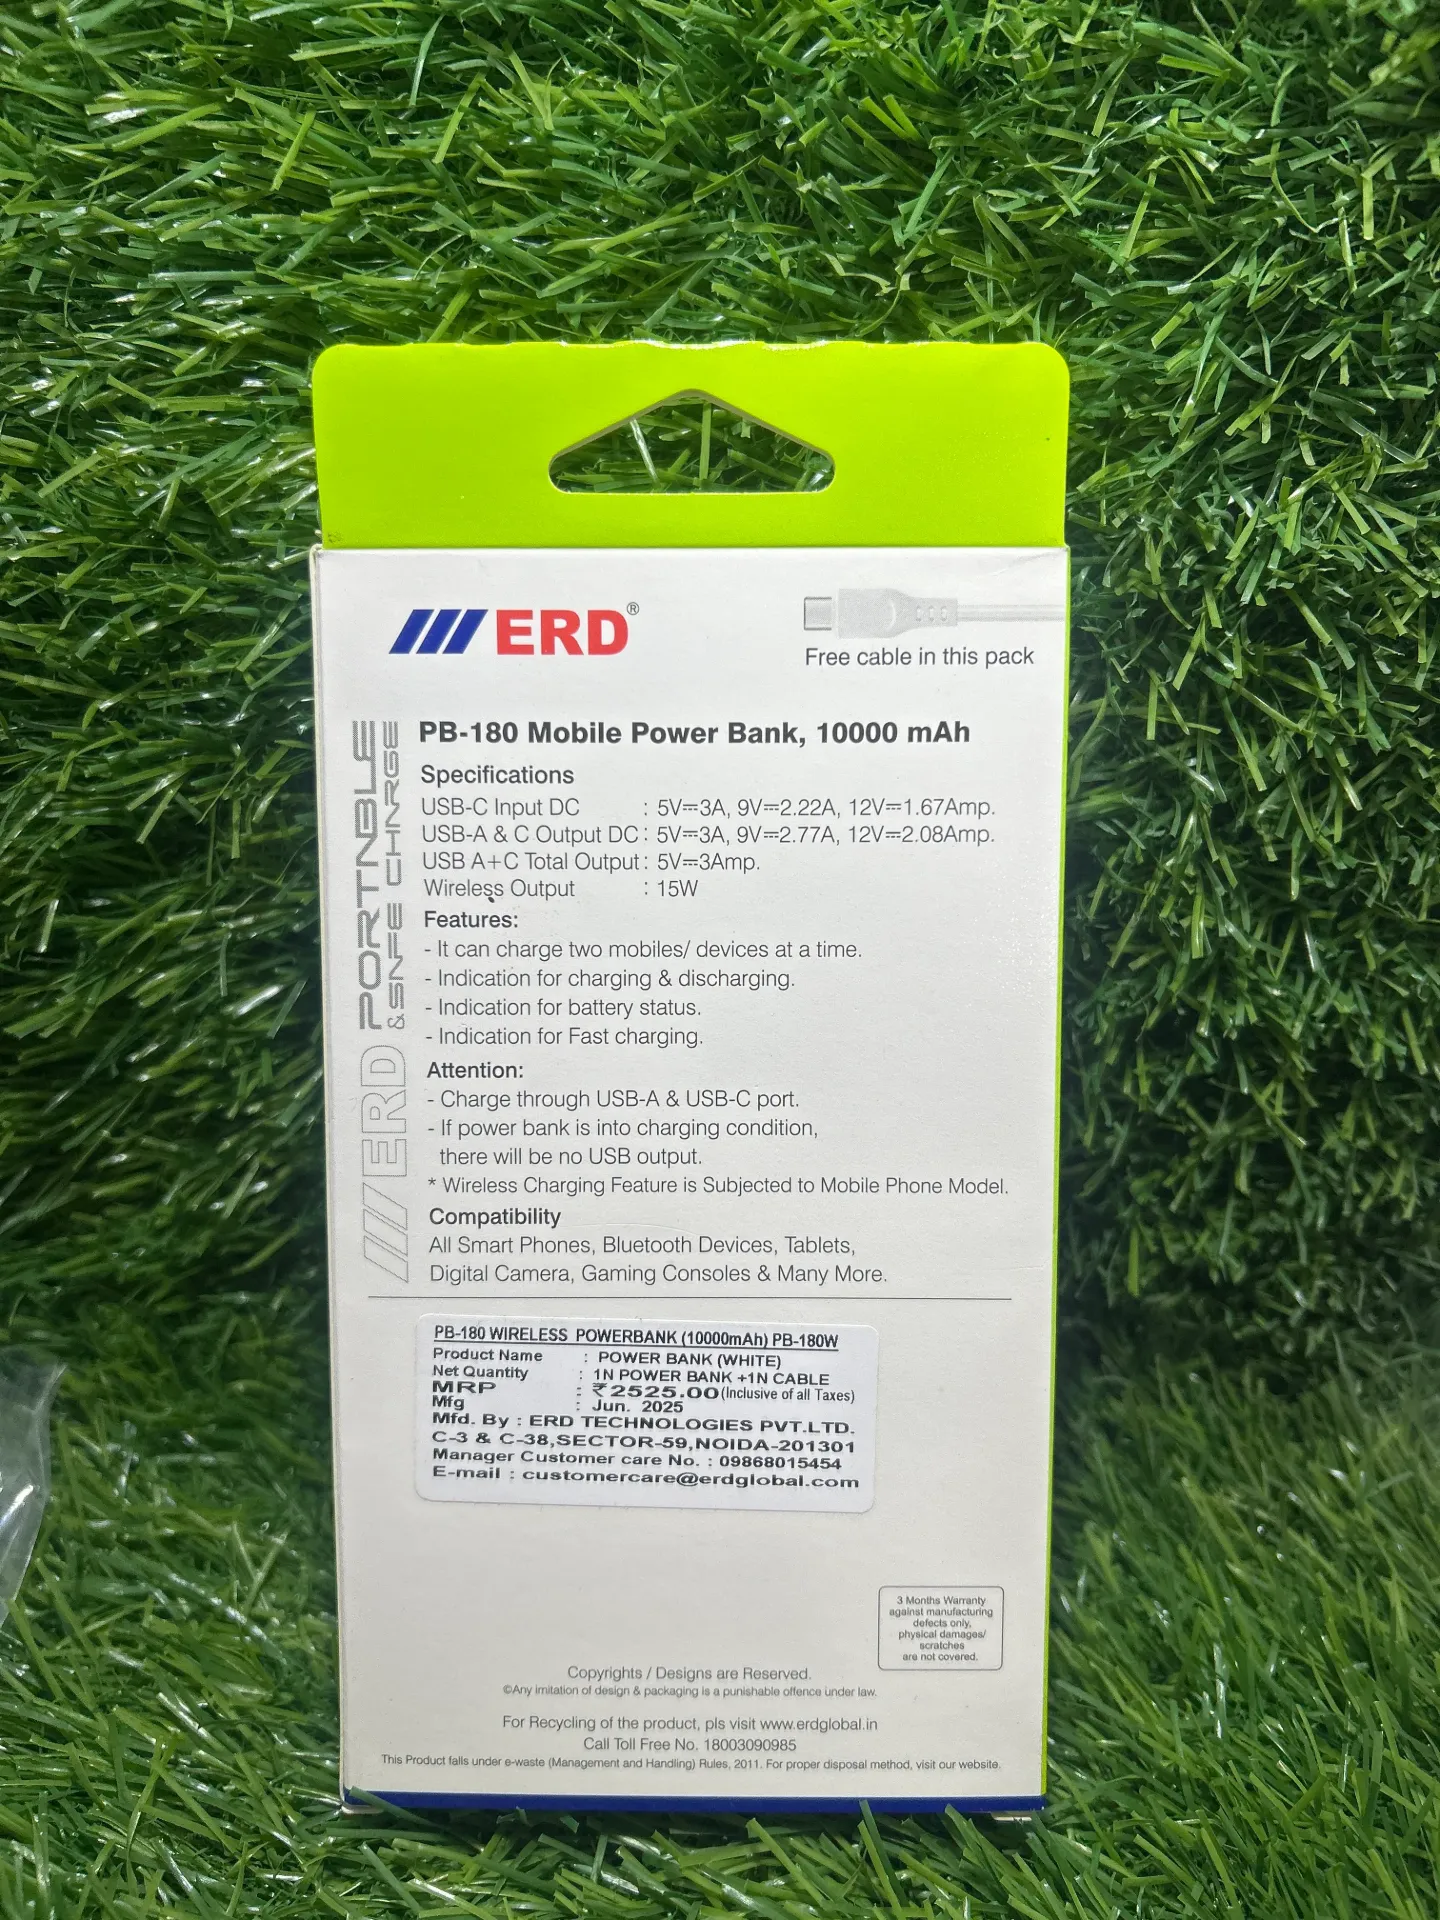 ERD®
Free cable in this pack
PORTABLE
& SAFE CHARGE
ERD
PB-180 Mobile Power Bank, 10000 mAh
Specifications
USB-C Input DC : 5V⎓3A, 9V⎓2.22A, 12V⎓1.67Amp.
USB-A & C Output DC : 5V⎓3A, 9V⎓2.77A, 12V⎓2.08Amp.
USB A+C Total Output : 5V⎓3Amp.
Wireless Output : 15W
Features:
- It can charge two mobiles/ devices at a time.
- Indication for charging & discharging.
- Indication for battery status.
- Indication for Fast charging.
Attention:
- Charge through USB-A & USB-C port.
- If power bank is into charging condition,
there will be no USB output.
* Wireless Charging Feature is Subjected to Mobile Phone Model.
Compatibility
All Smart Phones, Bluetooth Devices, Tablets,
Digital Camera, Gaming Consoles & Many More.
PB-180 WIRELESS POWERBANK (10000mAh) PB-180W
Product Name : POWER BANK (WHITE)
Net Quantity : 1N POWER BANK +1N CABLE
MRP : ₹2525.00 (Inclusive of all Taxes)
Mfg : Jun. 2025
Mfd. By : ERD TECHNOLOGIES PVT.LTD.
C-3 & C-38,SECTOR-59,NOIDA-201301
Manager Customer care No. : 09868015454
E-mail : customercare@erdglobal.com
3 Months Warranty
against manufacturing
defects only,
physical damages/
scratches
are not covered.
Copyrights / Designs are Reserved.
©Any imitation of design & packaging is a punishable offence under law.
For Recycling of the product, pls visit www.erdglobal.in
Call Toll Free No. 18003090985
This Product falls under e-waste (Management and Handling) Rules, 2011. For proper disposal method, visit our website.